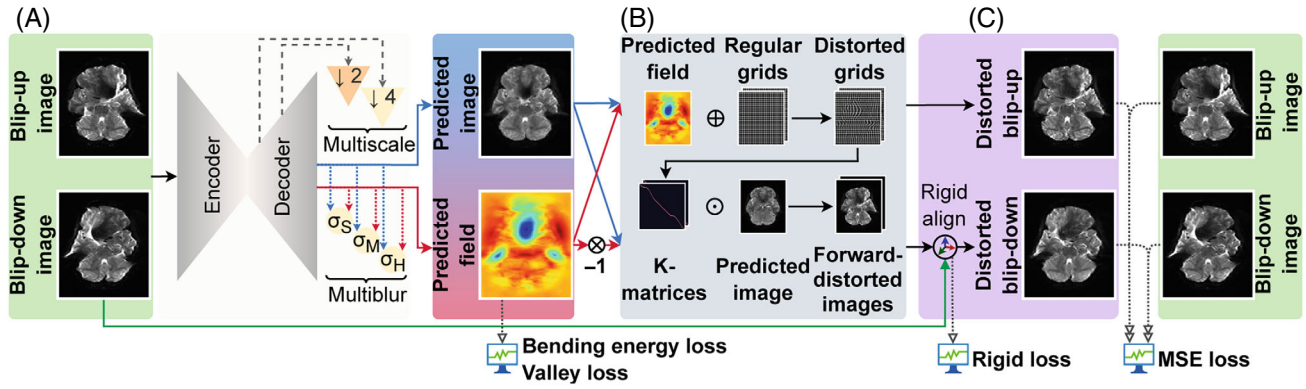 (A)
Blip-up
image
Blip-down
image
Encoder
Decoder
↓ 2
↓ 4
Multiscale
σS
σM
σH
Multiblur
Predicted
image
Predicted
field
−1
Bending energy loss
Valley loss
(B)
Predicted
field
Regular
grids
Distorted
grids
K-
matrices
Predicted
image
Forward-
distorted
images
(C)
Distorted
blip-up
Rigid
align
Distorted
blip-down
Rigid loss
Blip-up
image
Blip-down
image
MSE loss